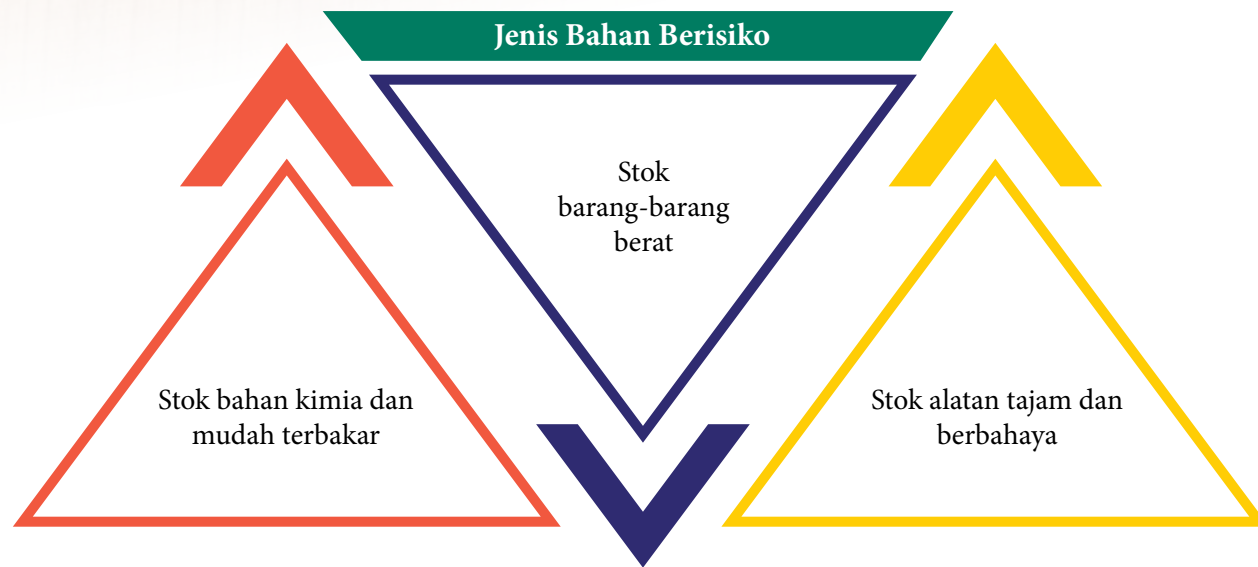 Jenis Bahan Berisiko
Stok
barang-barang
berat
Stok bahan kimia dan
mudah terbakar
Stok alatan tajam dan
berbahaya